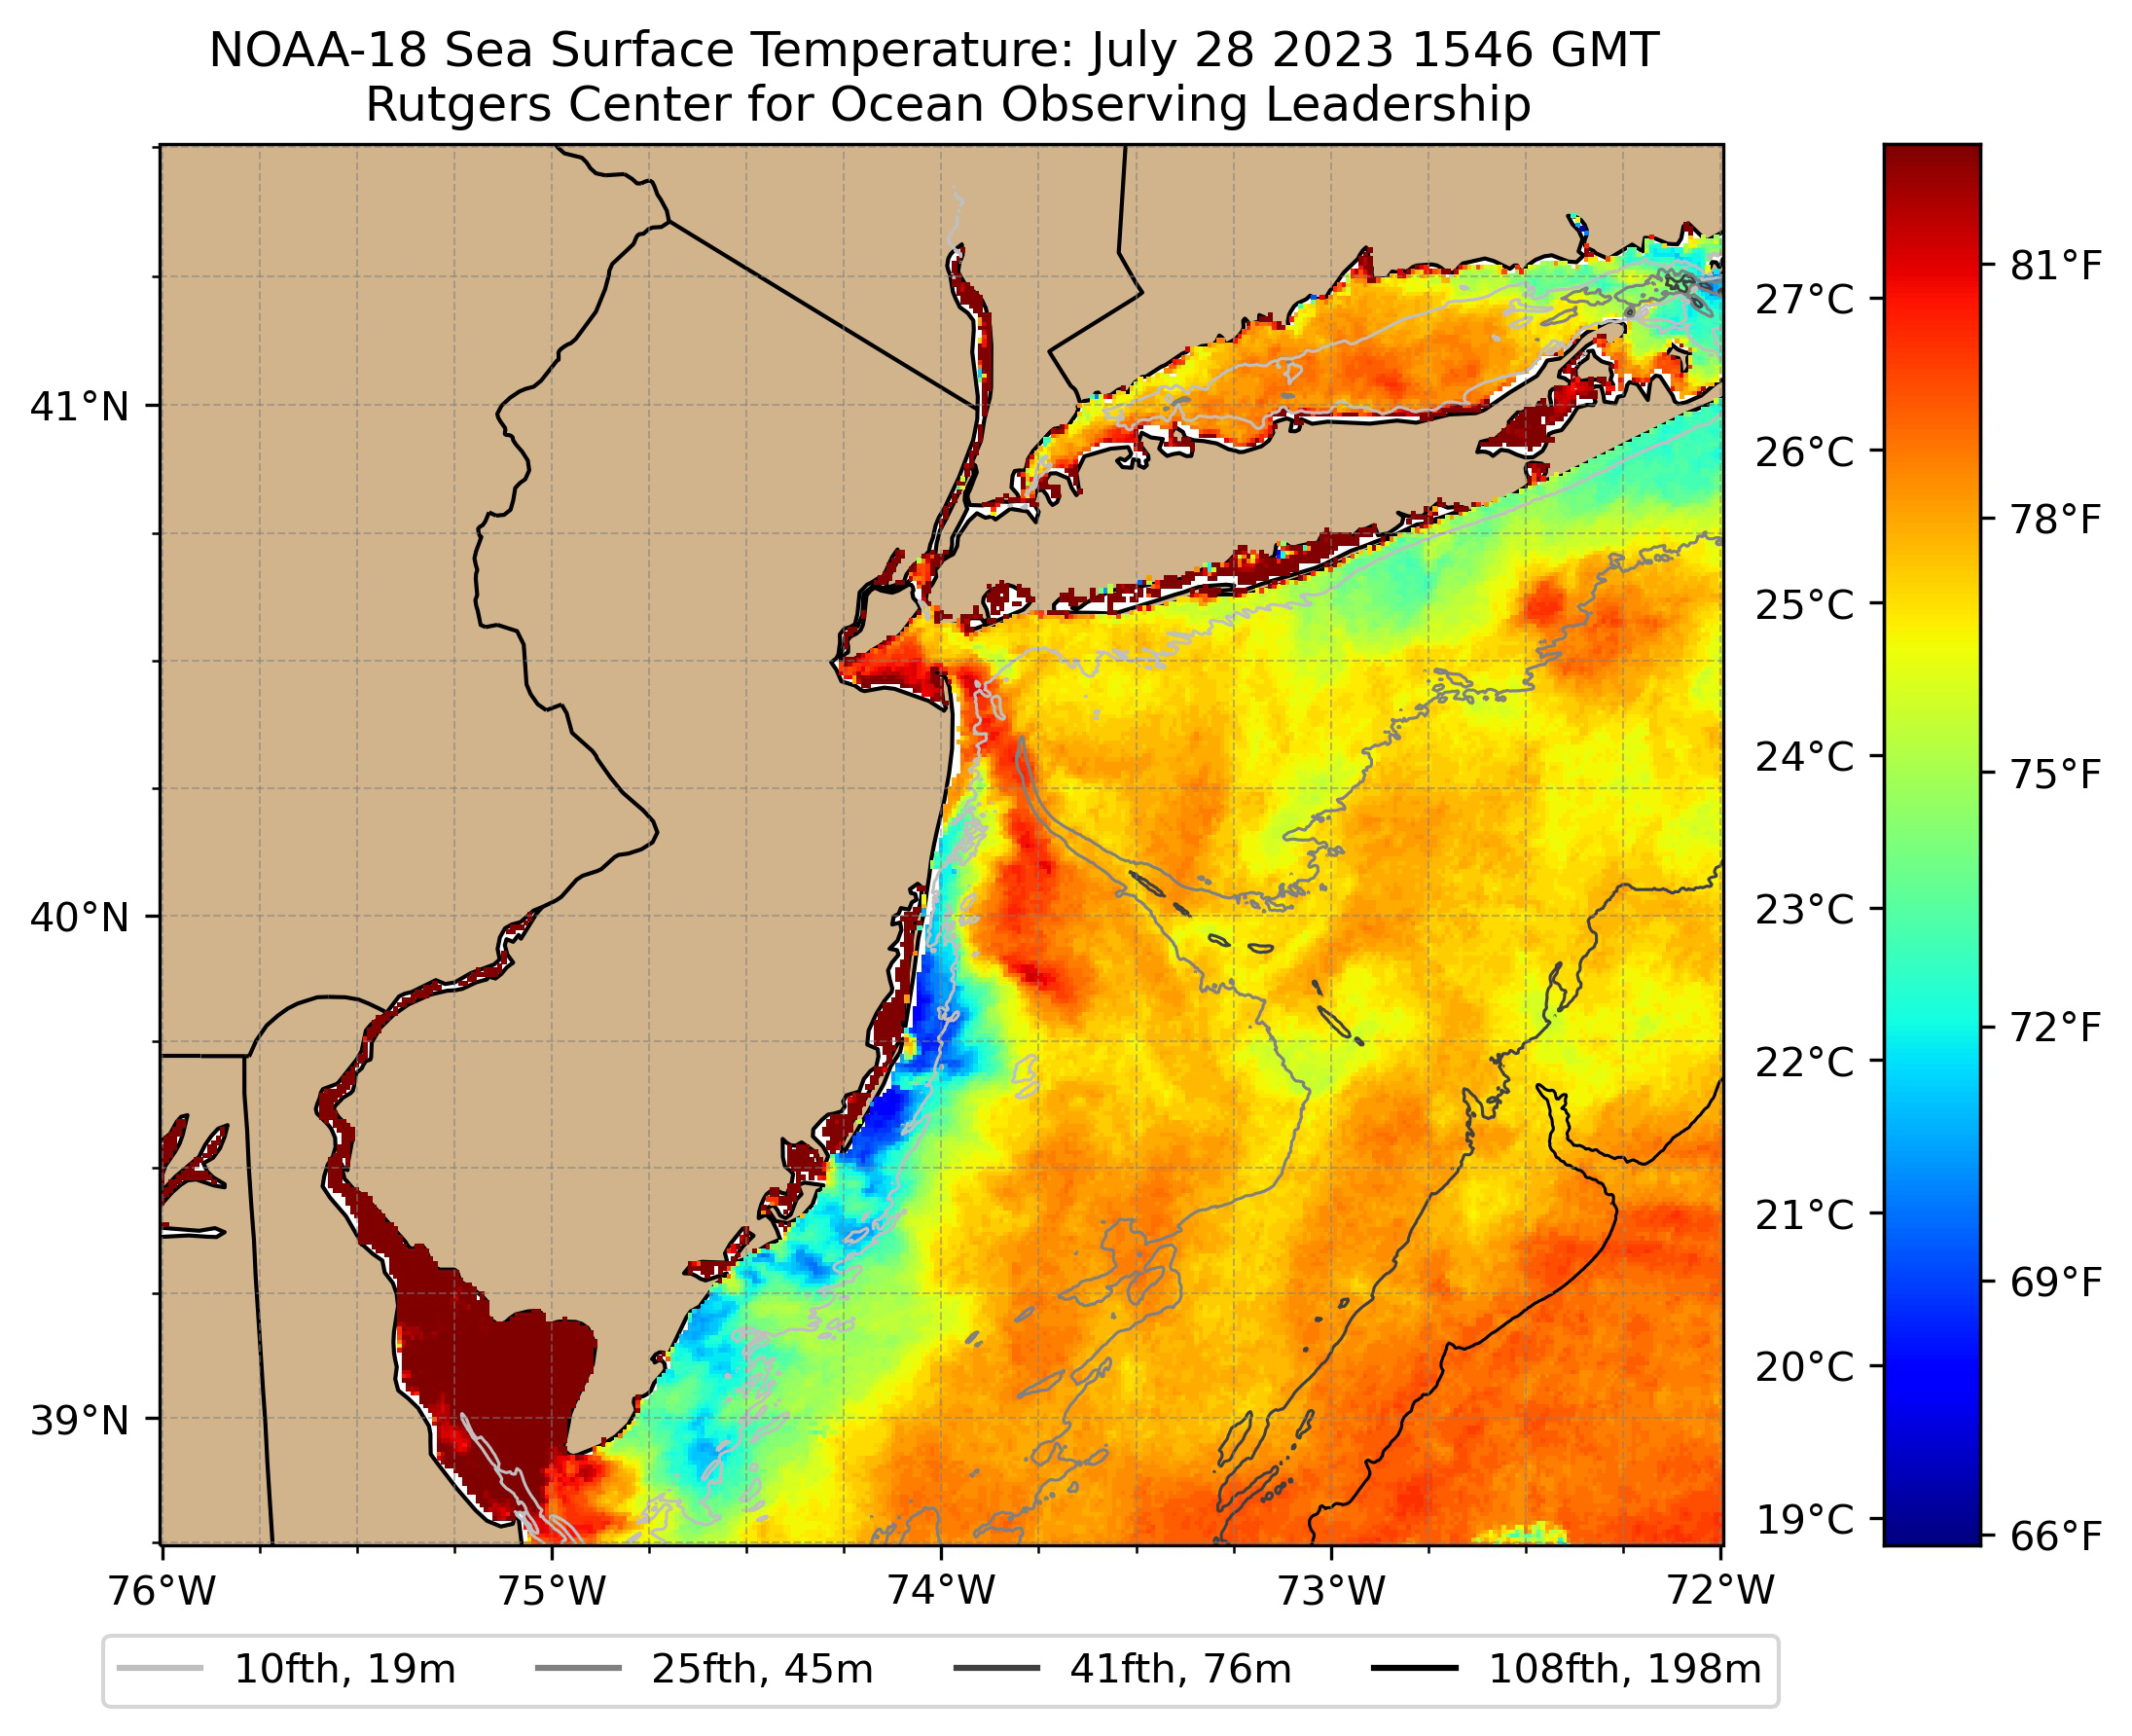 NOAA-18 Sea Surface Temperature: July 28 2023 1546 GMT
Rutgers Center for Ocean Observing Leadership
41°N
40°N
39°N
76°W
75°W
74°W
73°W
72°W
27°C
26°C
25°C
24°C
23°C
22°C
21°C
20°C
19°C
81°F
78°F
75°F
72°F
69°F
66°F
10fth, 19m
25fth, 45m
41fth, 76m
108fth, 198m